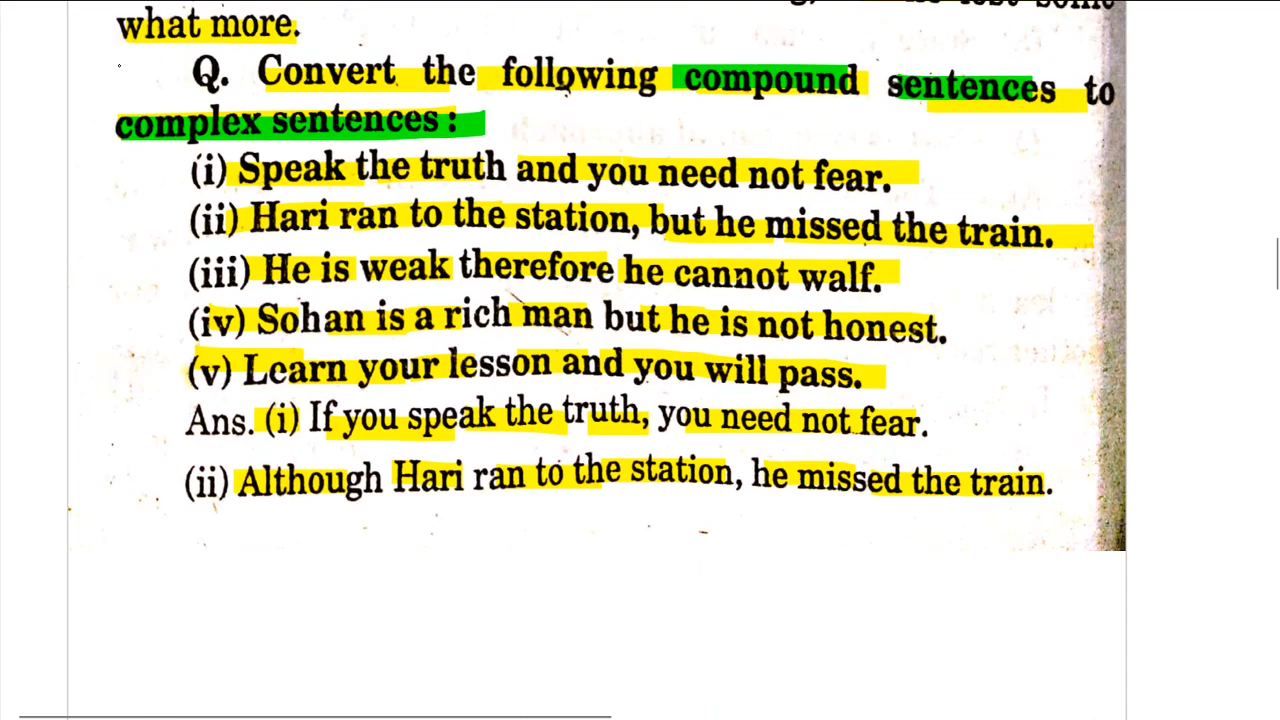 what more.
Q. Convert the following compound sentences to
complex sentences :
(i) Speak the truth and you need not fear.
(ii) Hari ran to the station, but he missed the train.
(iii) He is weak therefore he cannot walf.
(iv) Sohan is a rich man but he is not honest.
(v) Learn your lesson and you will pass.
Ans. (i) If you speak the truth, you need not fear.
(ii) Although Hari ran to the station, he missed the train.